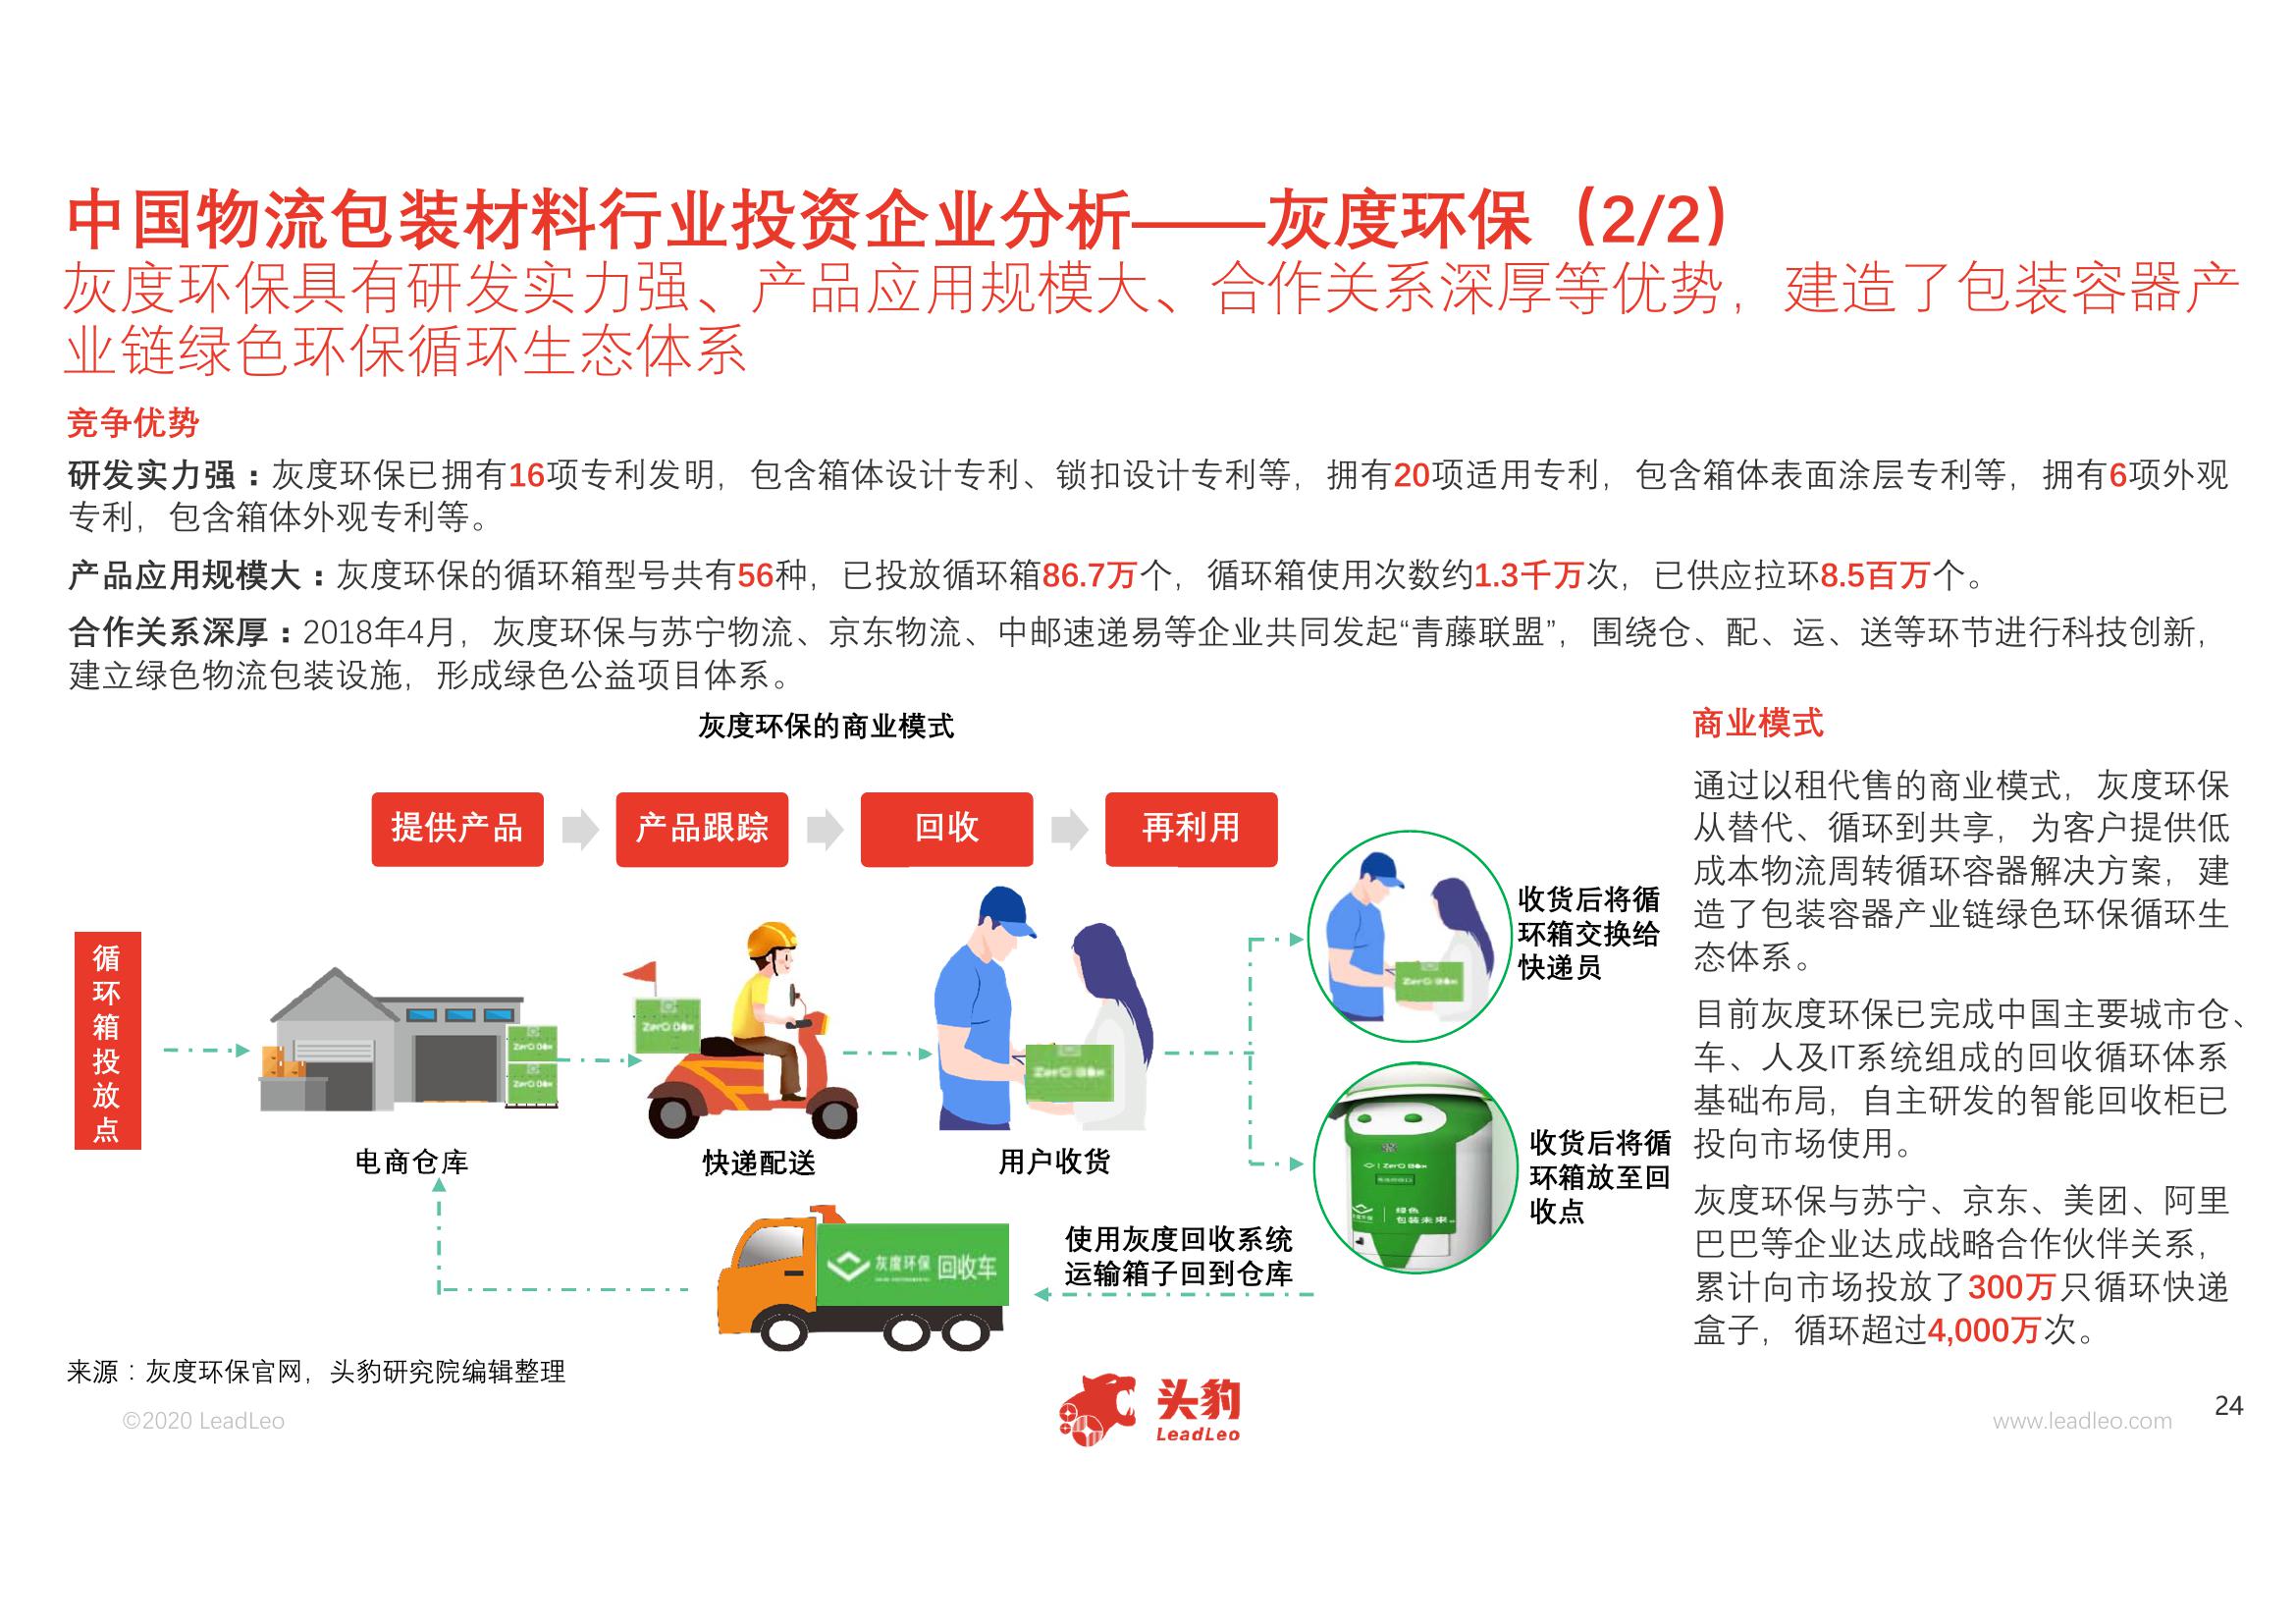 中国物流包装材料行业投资企业分析——灰度环保（2/2）
灰度环保具有研发实力强、产品应用规模大、合作关系深厚等优势，建造了包装容器产
业链绿色环保循环生态体系
竞争优势
研发实力强：灰度环保已拥有16项专利发明，包含箱体设计专利、锁扣设计专利等，拥有20项适用专利，包含箱体表面涂层专利等，拥有6项外观
专利，包含箱体外观专利等。
产品应用规模大：灰度环保的循环箱型号共有56种，已投放循环箱86.7万个，循环箱使用次数约1.3千万次，已供应拉环8.5百万个。
合作关系深厚：2018年4月，灰度环保与苏宁物流、京东物流、中邮速递易等企业共同发起“青藤联盟”，围绕仓、配、运、送等环节进行科技创新，
建立绿色物流包装设施，形成绿色公益项目体系。
灰度环保的商业模式
提供产品
产品跟踪
回收
再利用
循环箱投放点
ZerO Box
ZerO Box
ZerO Box
ZerO Box
ZerO Box
电商仓库
快递配送
用户收货
收货后将循
环箱交换给
快递员
ZerO Box
绿色
包装未来
收货后将循
环箱放至回
收点
灰度环保 回收车
使用灰度回收系统
运输箱子回到仓库
商业模式
通过以租代售的商业模式，灰度环保
从替代、循环到共享，为客户提供低
成本物流周转循环容器解决方案，建
造了包装容器产业链绿色环保循环生
态体系。
目前灰度环保已完成中国主要城市仓、
车、人及IT系统组成的回收循环体系
基础布局，自主研发的智能回收柜已
投向市场使用。
灰度环保与苏宁、京东、美团、阿里
巴巴等企业达成战略合作伙伴关系，
累计向市场投放了300万只循环快递
盒子，循环超过4,000万次。
来源：灰度环保官网，头豹研究院编辑整理
©2020 LeadLeo
头豹
LeadLeo
www.leadleo.com
24